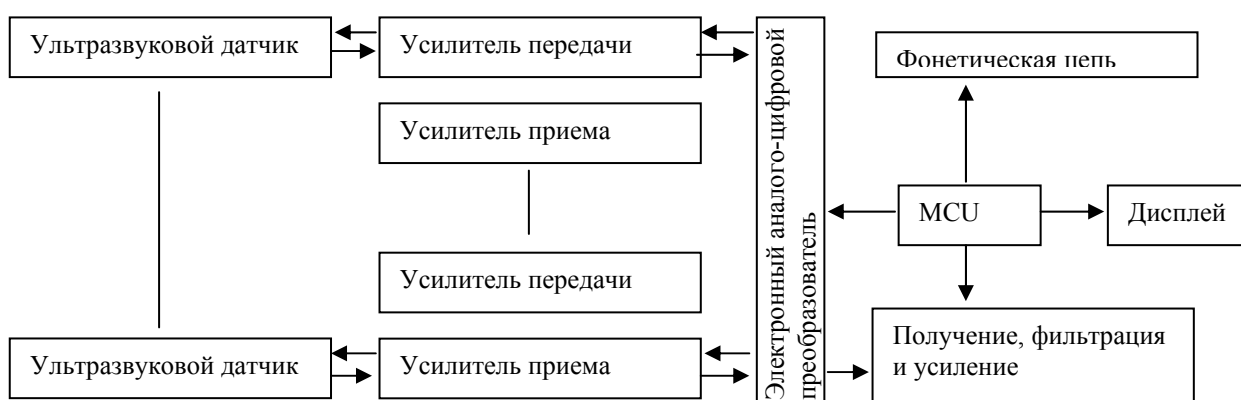 Ультразвуковой датчик
Усилитель передачи
Фонетическая цепь
Усилитель приема
Электронный аналого-цифровой
преобразователь
MCU
Дисплей
Усилитель передачи
Ультразвуковой датчик
Усилитель приема
Получение, фильтрация
и усиление